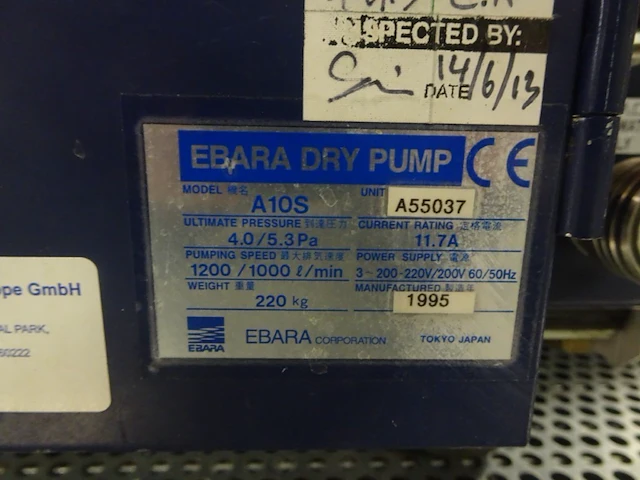 SPECTED BY:
DATE 14/6/13
EBARA DRY PUMP CE
MODEL 機名 A10S
UNIT A55037
ULTIMATE PRESSURE 到達圧力 4.0/5.3Pa
CURRENT RATING 定格電流 11.7A
PUMPING SPEED 最大排気速度 1200/1000 ℓ/min
POWER SUPPLY 電源 3~200-220V/200V 60/50Hz
WEIGHT 重量 220 kg
MANUFACTURED 製造年 1995
EBARA
EBARA CORPORATION TOKYO JAPAN
ope GmbH
AL PARK,
60222